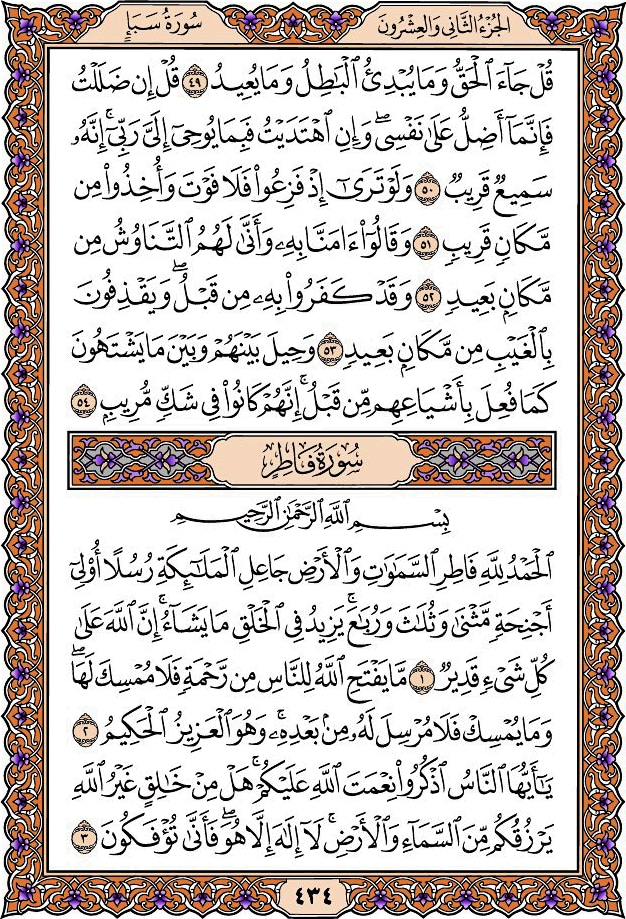 الجُزْءُ الثَّانِي وَالعِشْرُونَ
سُورَةُ سَبَإٍ
قُلْ جَآءَ ٱلْحَقُّ وَمَا يُبْدِئُ ٱلْبَٰطِلُ وَمَا يُعِيدُ ٤٩ قُلْ إِن ضَلَلْتُ
فَإِنَّمَآ أَضِلُّ عَلَىٰ نَفْسِىۖ وَإِنِ ٱهْتَدَيْتُ فَبِمَا يُوحِىٓ إِلَىَّ رَبِّىٓۚ إِنَّهُۥ
سَمِيعٌ قَرِيبٌ ٥٠ وَلَوْ تَرَىٰٓ إِذْ فَزِعُوا۟ فَلَا فَوْتَ وَأُخِذُوا۟ مِن
مَّكَانٍ قَرِيبٍ ٥١ وَقَالُوٓا۟ ءَامَنَّا بِهِۦ وَأَنَّىٰ لَهُمُ ٱلتَّنَاوُشُ مِن
مَّكَانٍۭ بَعِيدٍ ٥٢ وَقَدْ كَفَرُوا۟ بِهِۦ مِن قَبْلُۖ وَيَقْذِفُونَ
بِٱلْغَيْبِ مِن مَّكَانٍۭ بَعِيدٍ ٥٣ وَحِيلَ بَيْنَهُمْ وَبَيْنَ مَا يَشْتَهُونَ
كَمَا فُعِلَ بِأَشْيَاعِهِم مِّن قَبْلُۚ إِنَّهُمْ كَانُوا۟ فِى شَكٍّ مُّرِيبٍۭ ٥٤
سُورَةُ فَاطِرٍ
بِسْمِ ٱللَّهِ ٱلرَّحْمَٰنِ ٱلرَّحِيمِ
ٱلْحَمْدُ لِلَّهِ فَاطِرِ ٱلسَّمَٰوَٰتِ وَٱلْأَرْضِ جَاعِلِ ٱلْمَلَٰٓئِكَةِ رُسُلًا أُو۟لِىٓ
أَجْنِحَةٍ مَّثْنَىٰ وَثُلَٰثَ وَرُبَٰعَۚ يَزِيدُ فِى ٱلْخَلْقِ مَا يَشَآءُۚ إِنَّ ٱللَّهَ عَلَىٰ
كُلِّ شَىْءٍ قَدِيرٌ ١ مَّا يَفْتَحِ ٱللَّهُ لِلنَّاسِ مِن رَّحْمَةٍ فَلَا مُمْسِكَ لَهَاۖ
وَمَا يُمْسِكْ فَلَا مُرْسِلَ لَهُۥ مِنۢ بَعْدِهِۦۚ وَهُوَ ٱلْعَزِيزُ ٱلْحَكِيمُ ٢
يَٰٓأَيُّهَا ٱلنَّاسُ ٱذْكُرُوا۟ نِعْمَتَ ٱللَّهِ عَلَيْكُمْۚ هَلْ مِنْ خَٰلِقٍ غَيْرُ ٱللَّهِ
يَرْزُقُكُم مِّنَ ٱلسَّمَآءِ وَٱلْأَرْضِۚ لَآ إِلَٰهَ إِلَّا هُوَۖ فَأَنَّىٰ تُؤْفَكُونَ ٣
٤٣٤